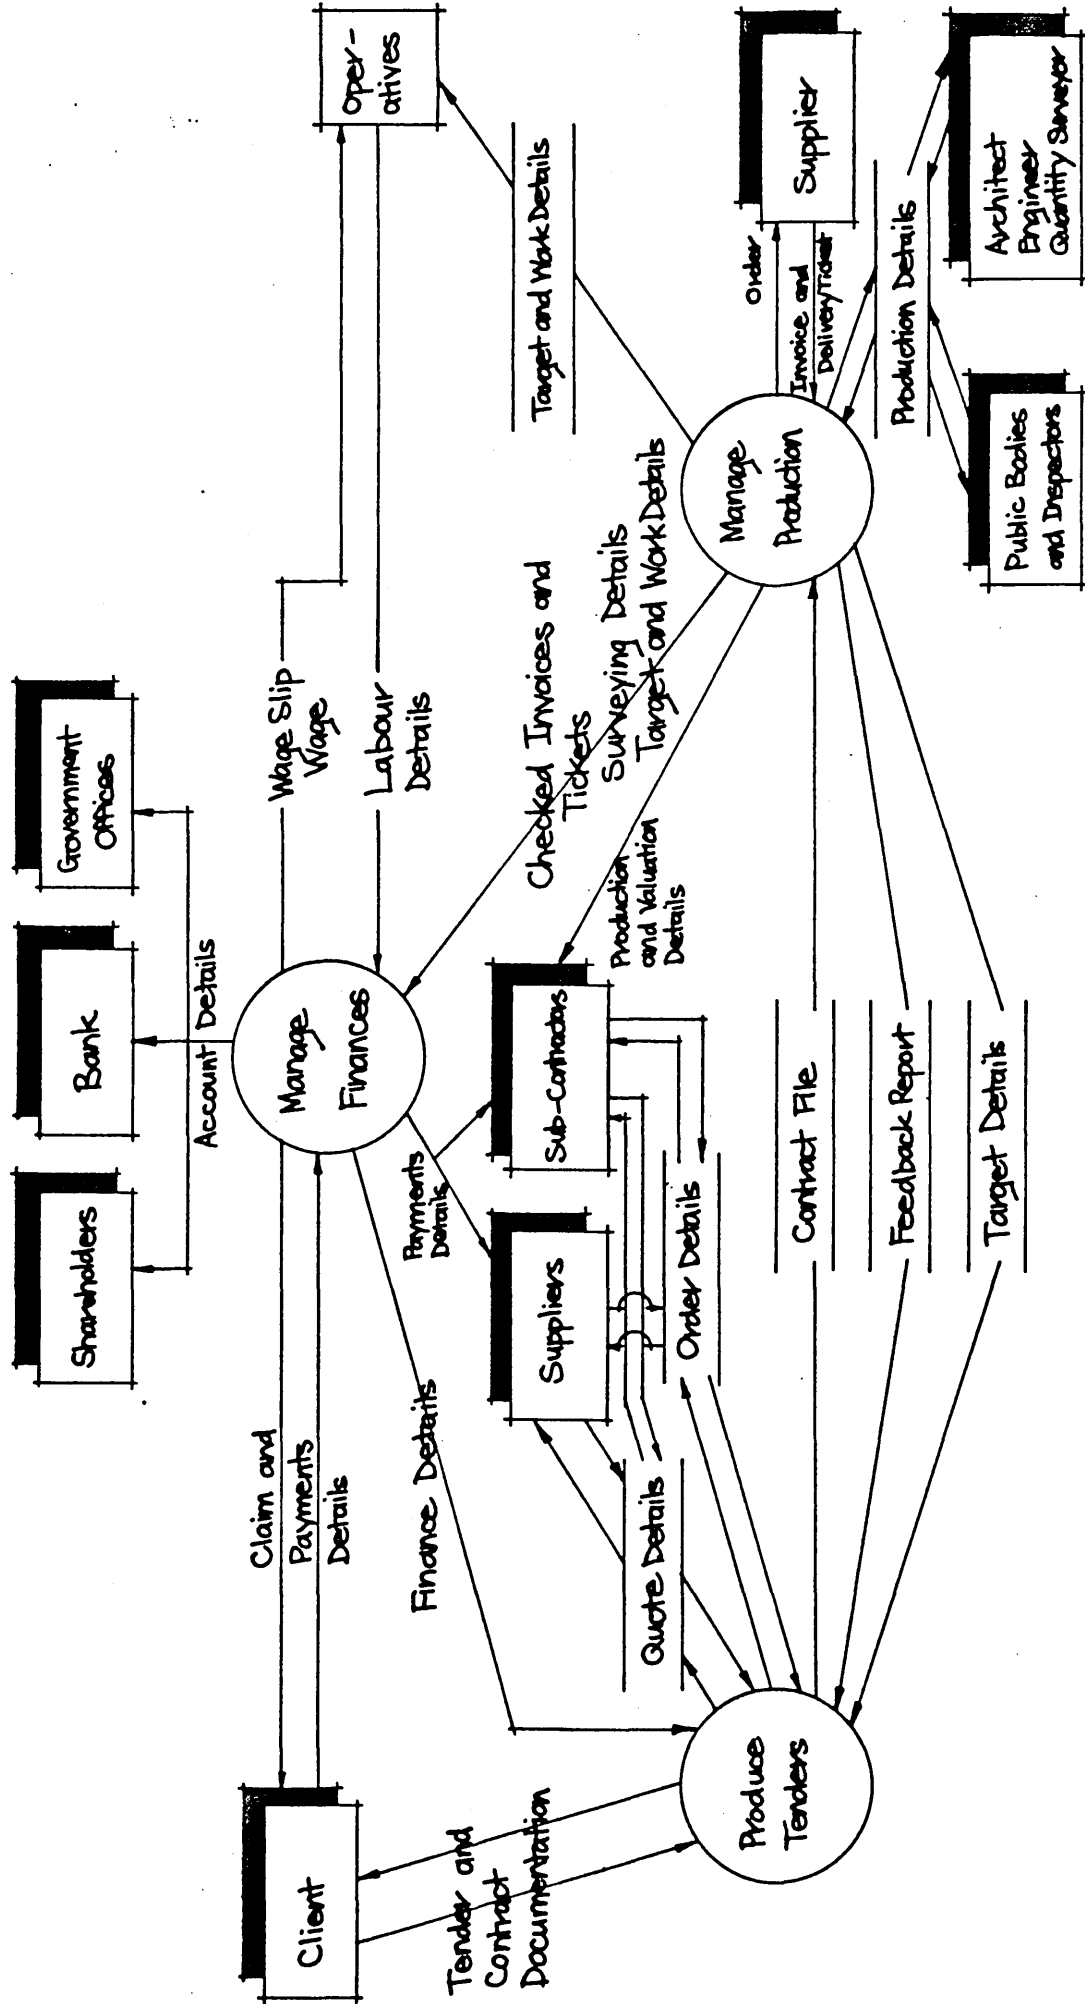 Shareholders
Bank
Government
Offices
Account Details
Client
Claim and
Payments
Details
Manage
Finances
Wage Slip
Wage
Labour
Details
Oper-
atives
Finance Details
Payments
Details
Checked Invoices and
Tickets
Surveying Details
Target and Work Details
Target and Work Details
Tender and
Contract
Documentation
Suppliers
Sub-Contractors
Production
and Valuation
Details
Quote Details
Order Details
Produce
Tenders
Manage
Production
Order
Invoice and
Delivery Ticket
Supplier
Contract File
Feedback Report
Target Details
Production Details
Public Bodies
and Inspectors
Architect
Engineer
Quantity Surveyor